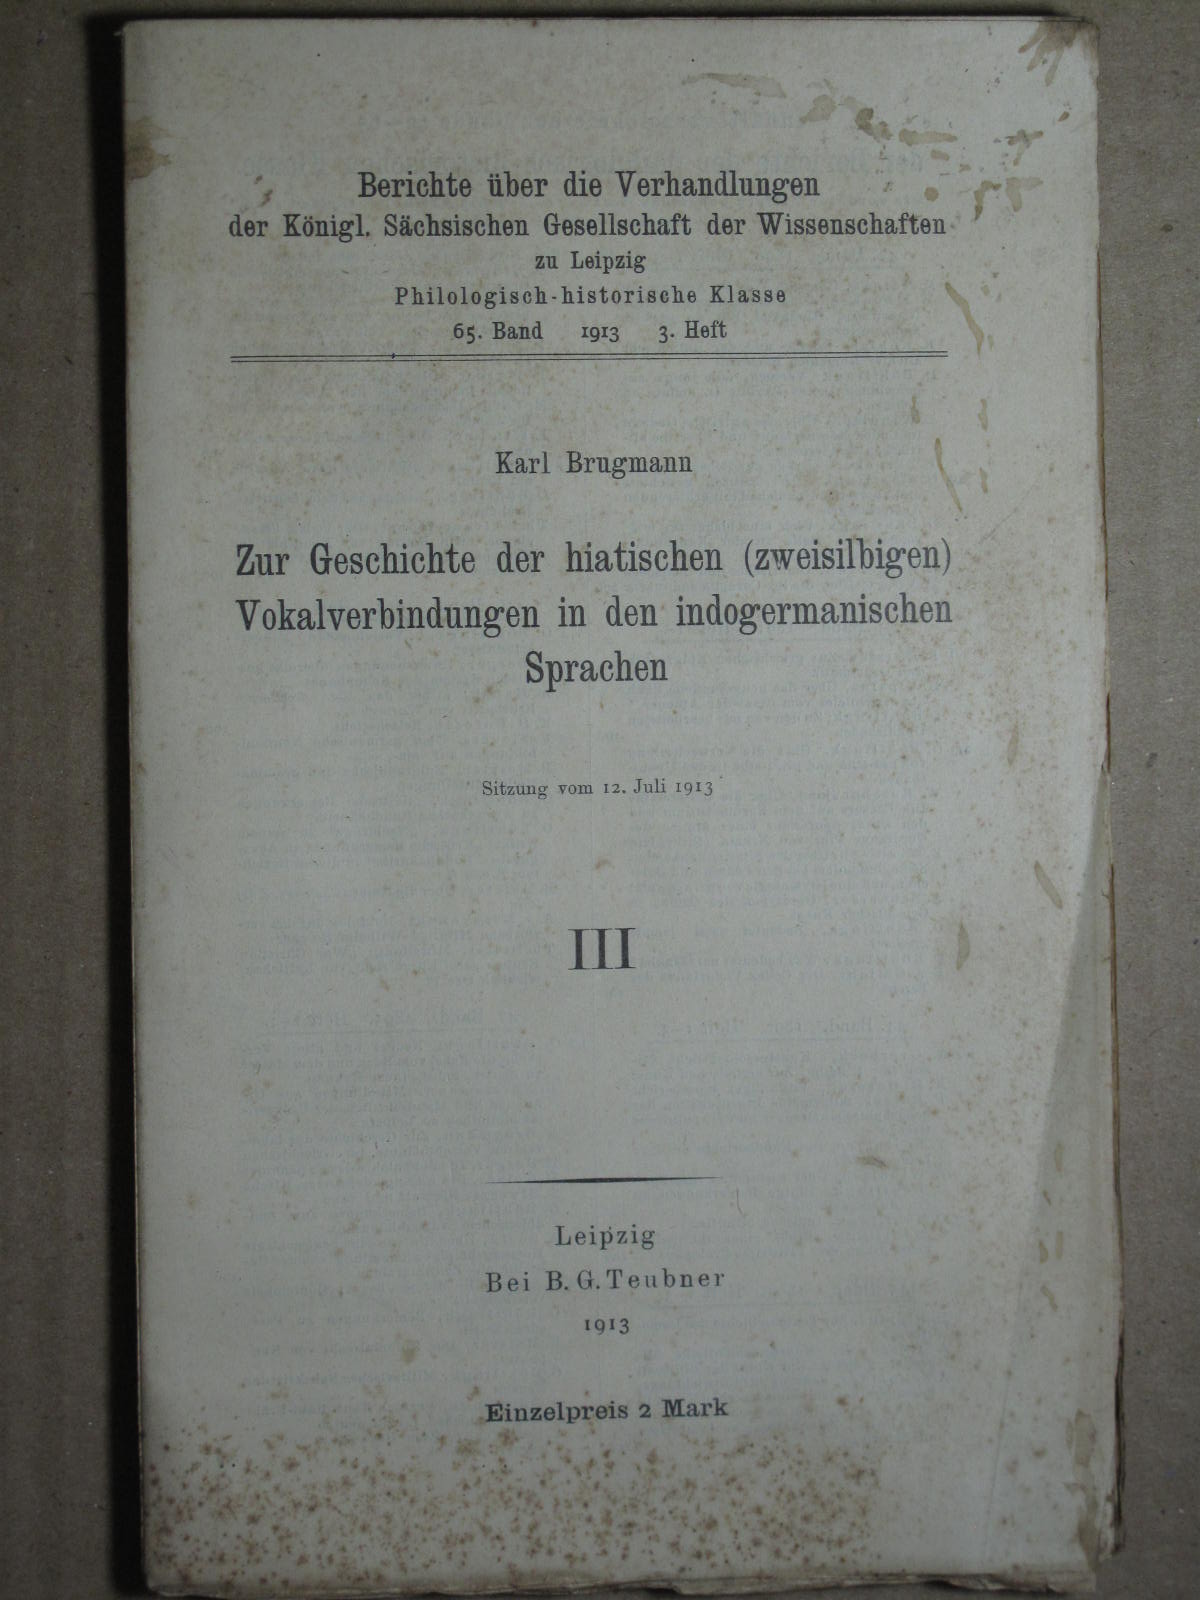 Berichte über die Verhandlungen
der Königl. Sächsischen Gesellschaft der Wissenschaften
zu Leipzig
Philologisch-historische Klasse
65. Band 1913 3. Heft
Karl Brugmann
Zur Geschichte der hiatischen (zweisilbigen)
Vokalverbindungen in den indogermanischen
Sprachen
Sitzung vom 12. Juli 1913
III
Leipzig
Bei B. G. Teubner
1913
Einzelpreis 2 Mark